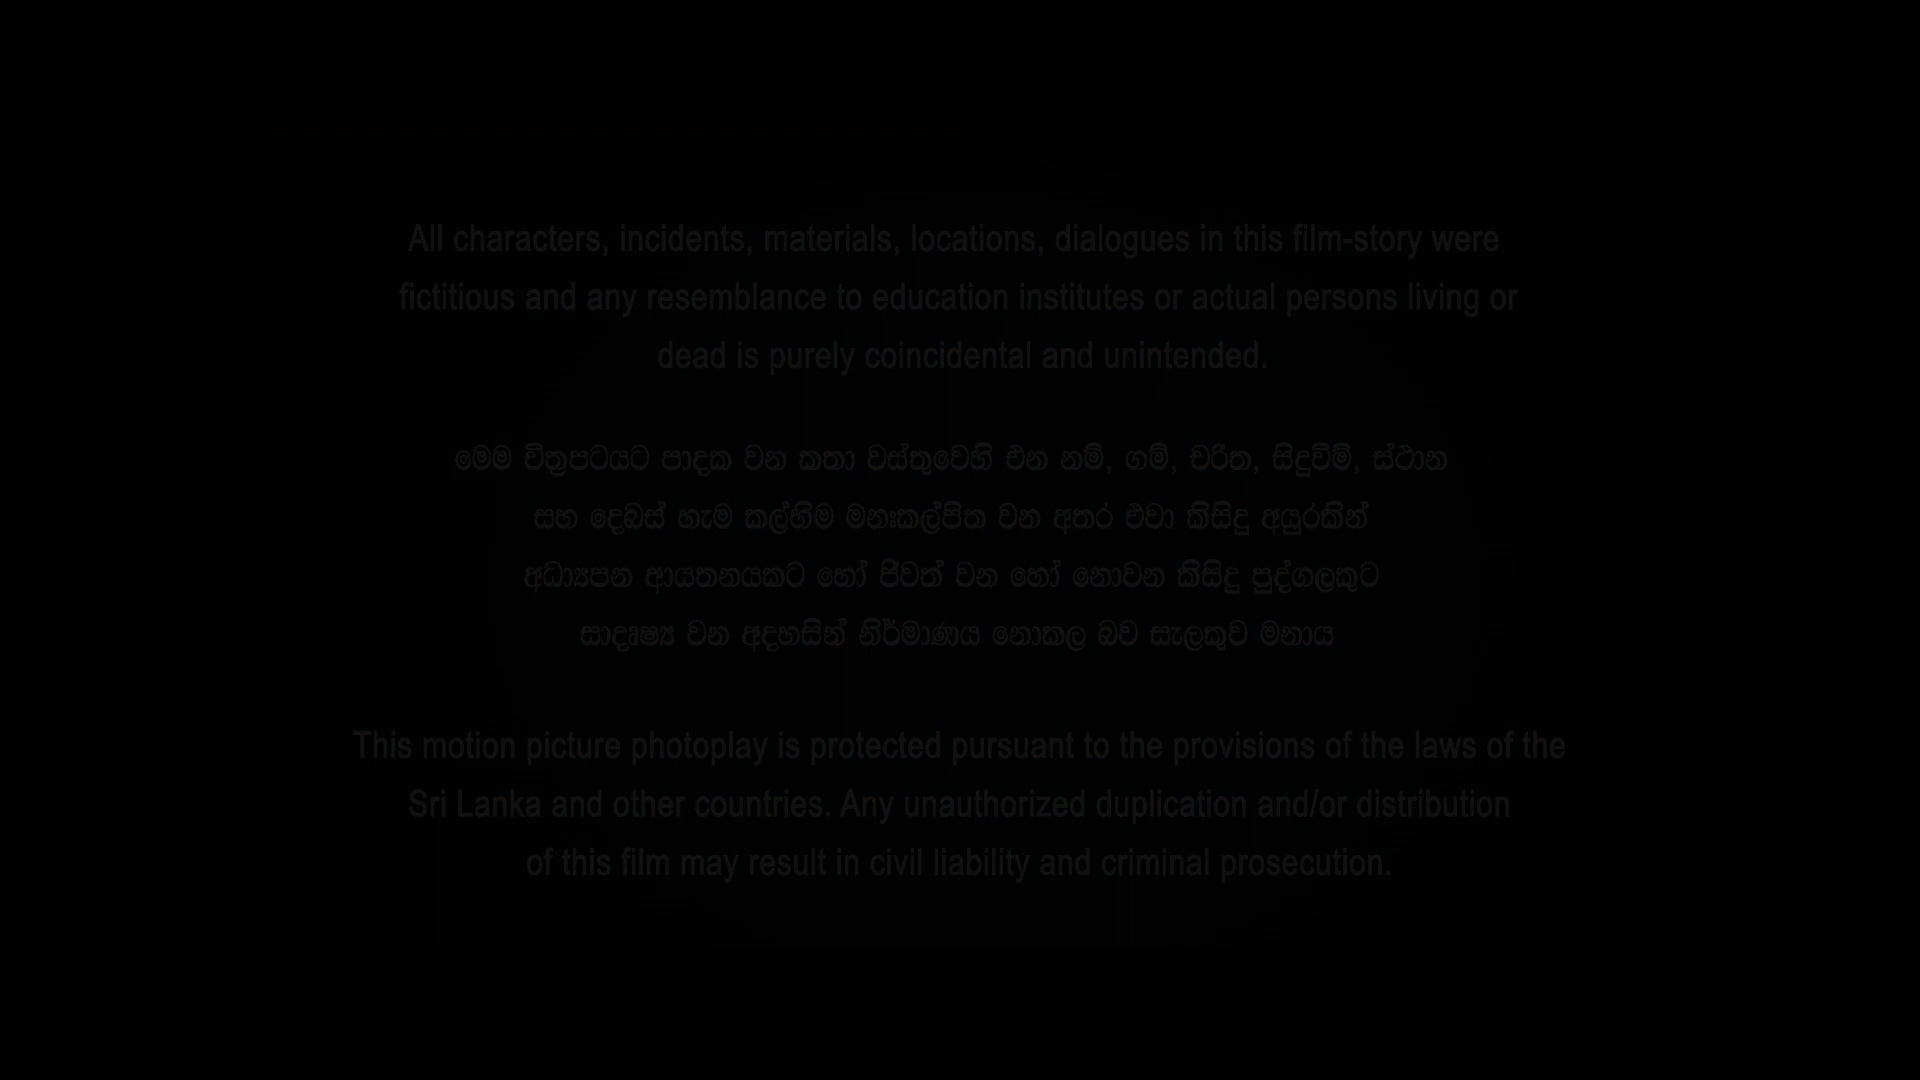 All characters, incidents, materials, locations, dialogues in this film-story were
fictitious and any resemblance to education institutes or actual persons living or
dead is purely coincidental and unintended.
මෙම චිත්‍රපටයට පාදක වන කතා වස්තුවෙහි එන නම්, ගම්, චරිත, සිදුවිම්, ස්ථාන
සහ දෙබස් හැම කල්හිම මනඃකල්පිත වන අතර එවා කිසිදු අයුරකින්
අධ්‍යාපන ආයතනයකට හෝ ජිවත් වන හෝ නොවන කිසිදු පුද්ගලකුට
සාදෘෂ්‍ය වන අදහසින් නිර්මාණය නොකල බව සැලකුව මනාය
This motion picture photoplay is protected pursuant to the provisions of the laws of the
Sri Lanka and other countries. Any unauthorized duplication and/or distribution
of this film may result in civil liability and criminal prosecution.